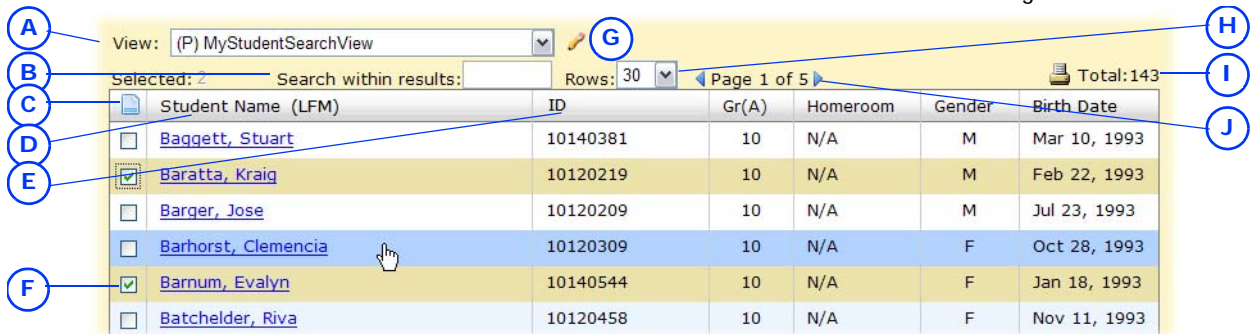 A
View: (P) MyStudentSearchView
G
H
B
Selected: 2 Search within results: Rows: 30 Page 1 of 5 Total:143
I
C
Student Name (LFM) ID Gr(A) Homeroom Gender Birth Date
J
D
Baggett, Stuart 10140381 10 N/A M Mar 10, 1993
E
Baratta, Kraig 10120219 10 N/A M Feb 22, 1993
Barger, Jose 10120209 10 N/A M Jul 23, 1993
Barhorst, Clemencia 10120309 10 N/A F Oct 28, 1993
F
Barnum, Evalyn 10140544 10 N/A F Jan 18, 1993
Batchelder, Riva 10120458 10 N/A F Nov 11, 1993